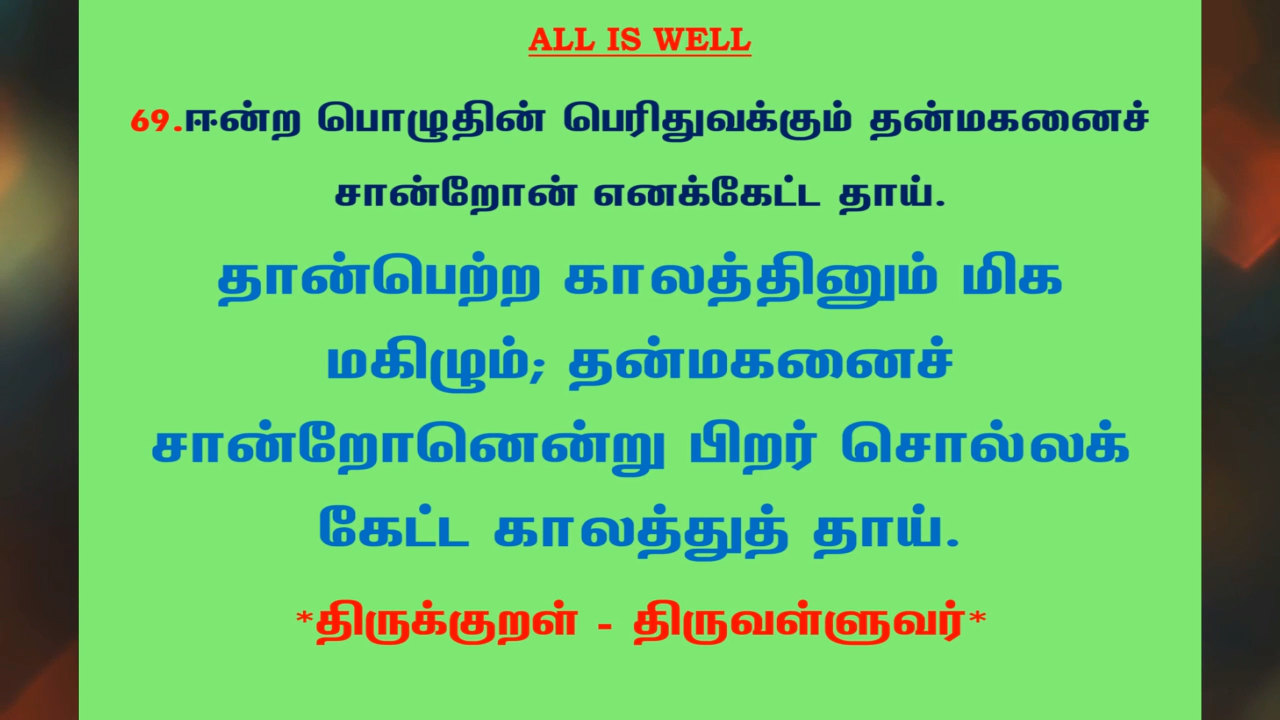 ALL IS WELL
69.ஈன்ற பொழுதின் பெரிதுவக்கும் தன்மகனைச்
சான்றோன் எனக்கேட்ட தாய்.
தான்பெற்ற காலத்தினும் மிக
மகிழும்; தன்மகனைச்
சான்றோனென்று பிறர் சொல்லக்
கேட்ட காலத்துத் தாய்.
*திருக்குறள் - திருவள்ளுவர்*